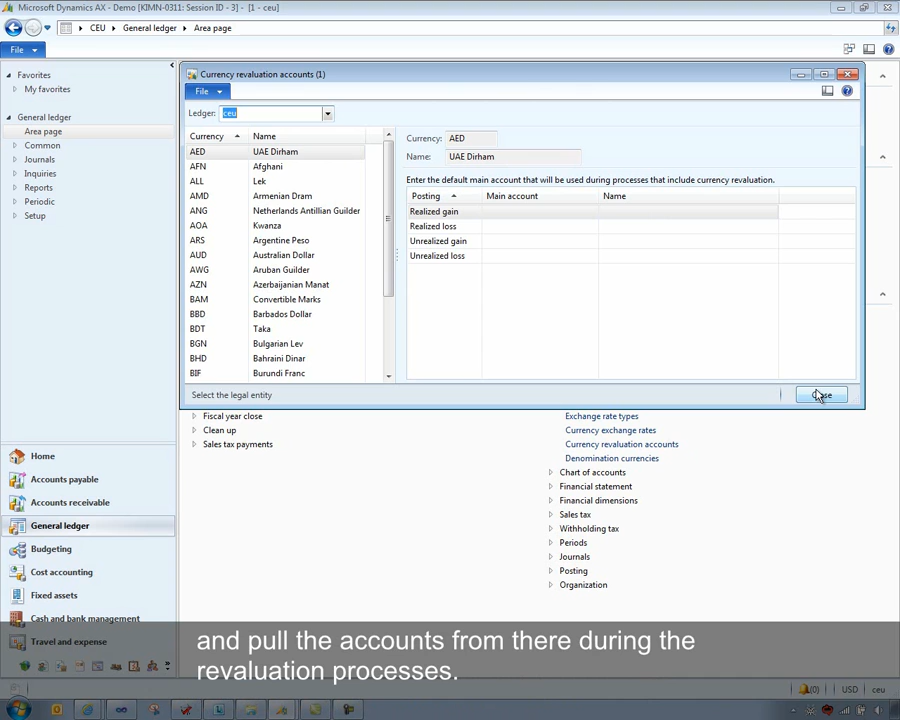 Microsoft Dynamics AX - Demo [KIMN-0311: Session ID - 3] - [1 - ceu]
CEU General ledger Area page
File
Favorites
My favorites
General ledger
Area page
Common
Journals
Inquiries
Reports
Periodic
Setup
Currency revaluation accounts (1)
File
Ledger: ceu
Currency Name
AED UAE Dirham
AFN Afghani
ALL Lek
AMD Armenian Dram
ANG Netherlands Antillian Guilder
AOA Kwanza
ARS Argentine Peso
AUD Australian Dollar
AWG Aruban Guilder
AZN Azerbaijanian Manat
BAM Convertible Marks
BBD Barbados Dollar
BDT Taka
BGN Bulgarian Lev
BHD Bahraini Dinar
BIF Burundi Franc
Currency: AED
Name: UAE Dirham
Enter the default main account that will be used during processes that include currency revaluation.
Posting Main account Name
Realized gain
Realized loss
Unrealized gain
Unrealized loss
Select the legal entity
Close
Fiscal year close
Clean up
Sales tax payments
Exchange rate types
Currency exchange rates
Currency revaluation accounts
Denomination currencies
Chart of accounts
Financial statement
Financial dimensions
Sales tax
Withholding tax
Periods
Journals
Posting
Organization
Home
Accounts payable
Accounts receivable
General ledger
Budgeting
Cost accounting
Fixed assets
Cash and bank management
Travel and expense
and pull the accounts from there during the
revaluation processes.
(0) USD ceu